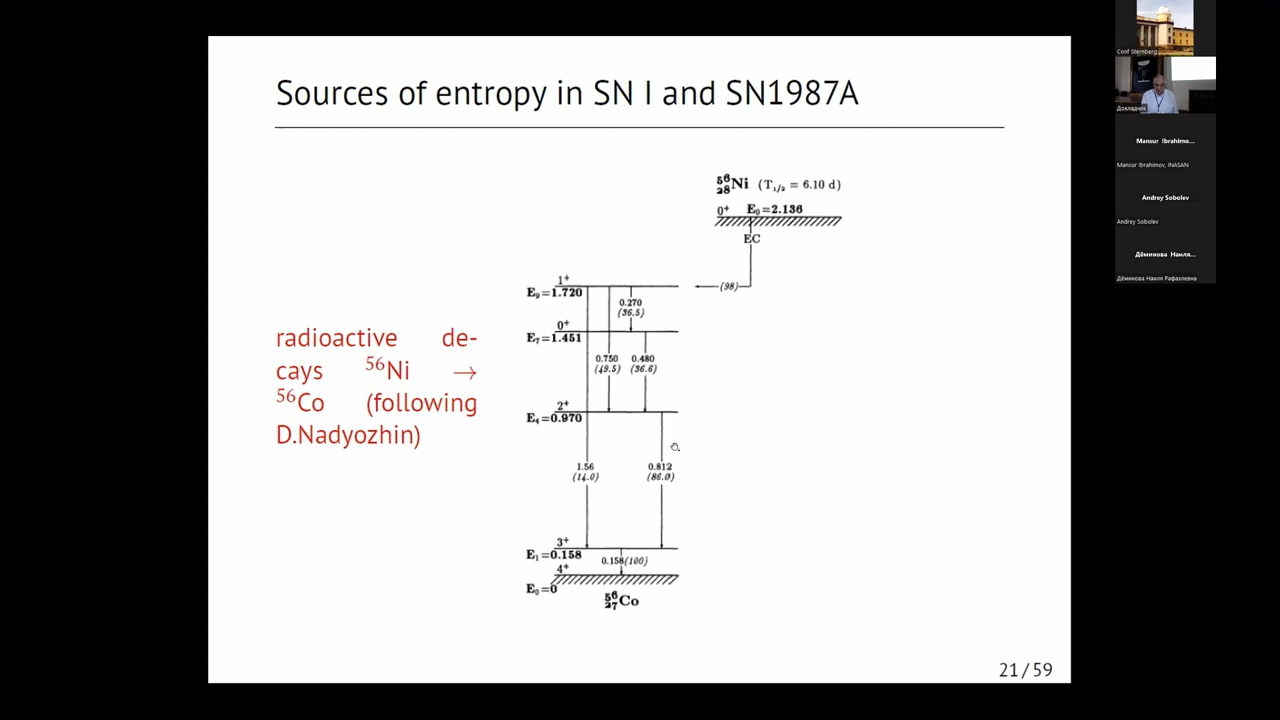 Sources of entropy in SN I and SN1987A
radioactive de-
cays ⁵⁶Ni →
⁵⁶Co (following
D.Nadyozhin)
⁵⁶₂₈Ni (T₁/₂ = 6.10 d)
0⁺ E₀=2.136
EC
(98)
1⁺
E₉=1.720
0.270
(36.5)
0⁺
E₇=1.451
0.750 0.480
(49.5) (36.6)
2⁺
E₄=0.970
1.56 0.812
(14.0) (86.0)
3⁺
E₁=0.158
0.158(100)
4⁺
E₀=0
⁵⁶₂₇Co
21/59
Conf Sternberg
Докладчик
Mansur Ibrahimo...
Mansur Ibrahimov, INASAN
Andrey Sobolev
Andrey Sobolev
Дёминова Наиля...
Дёминова Наиля Рафаэлевна